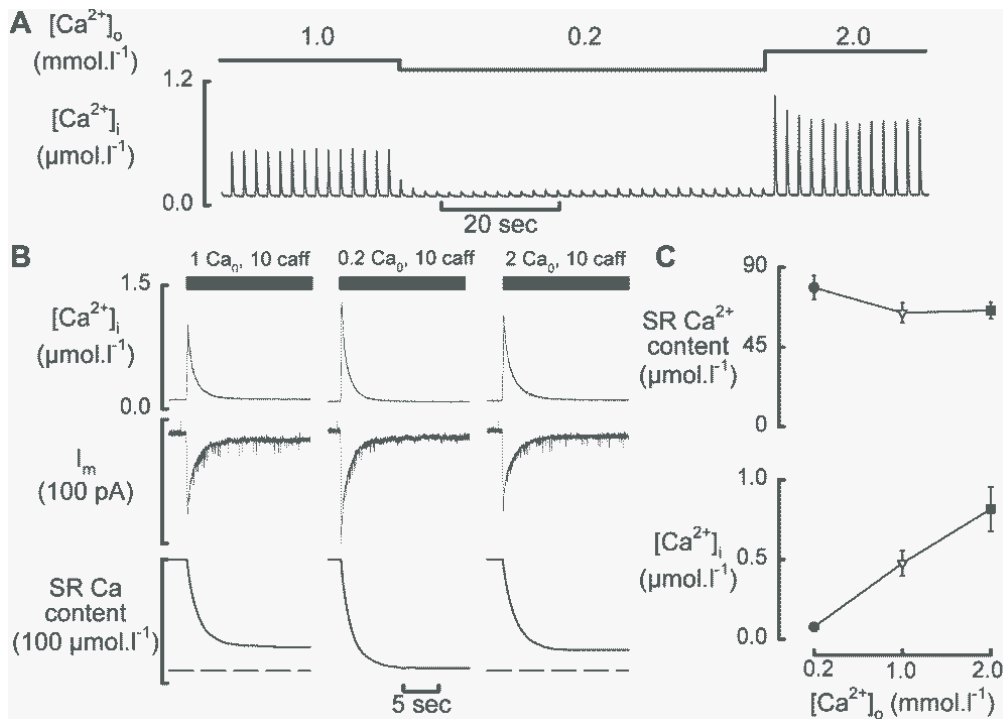 A
[Ca²⁺]ₒ
(mmol.l⁻¹)
1.0
0.2
2.0
1.2
[Ca²⁺]ᵢ
(µmol.l⁻¹)
0.0
20 sec
B
1 Ca₀, 10 caff
0.2 Ca₀, 10 caff
2 Ca₀, 10 caff
1.5
[Ca²⁺]ᵢ
(µmol.l⁻¹)
0.0
Iₘ
(100 pA)
SR Ca
content
(100 µmol.l⁻¹)
5 sec
C
90
SR Ca²⁺
content
(µmol.l⁻¹)
45
0
1.0
[Ca²⁺]ᵢ
(µmol.l⁻¹)
0.5
0.0
0.2
1.0
2.0
[Ca²⁺]ₒ (mmol.l⁻¹)